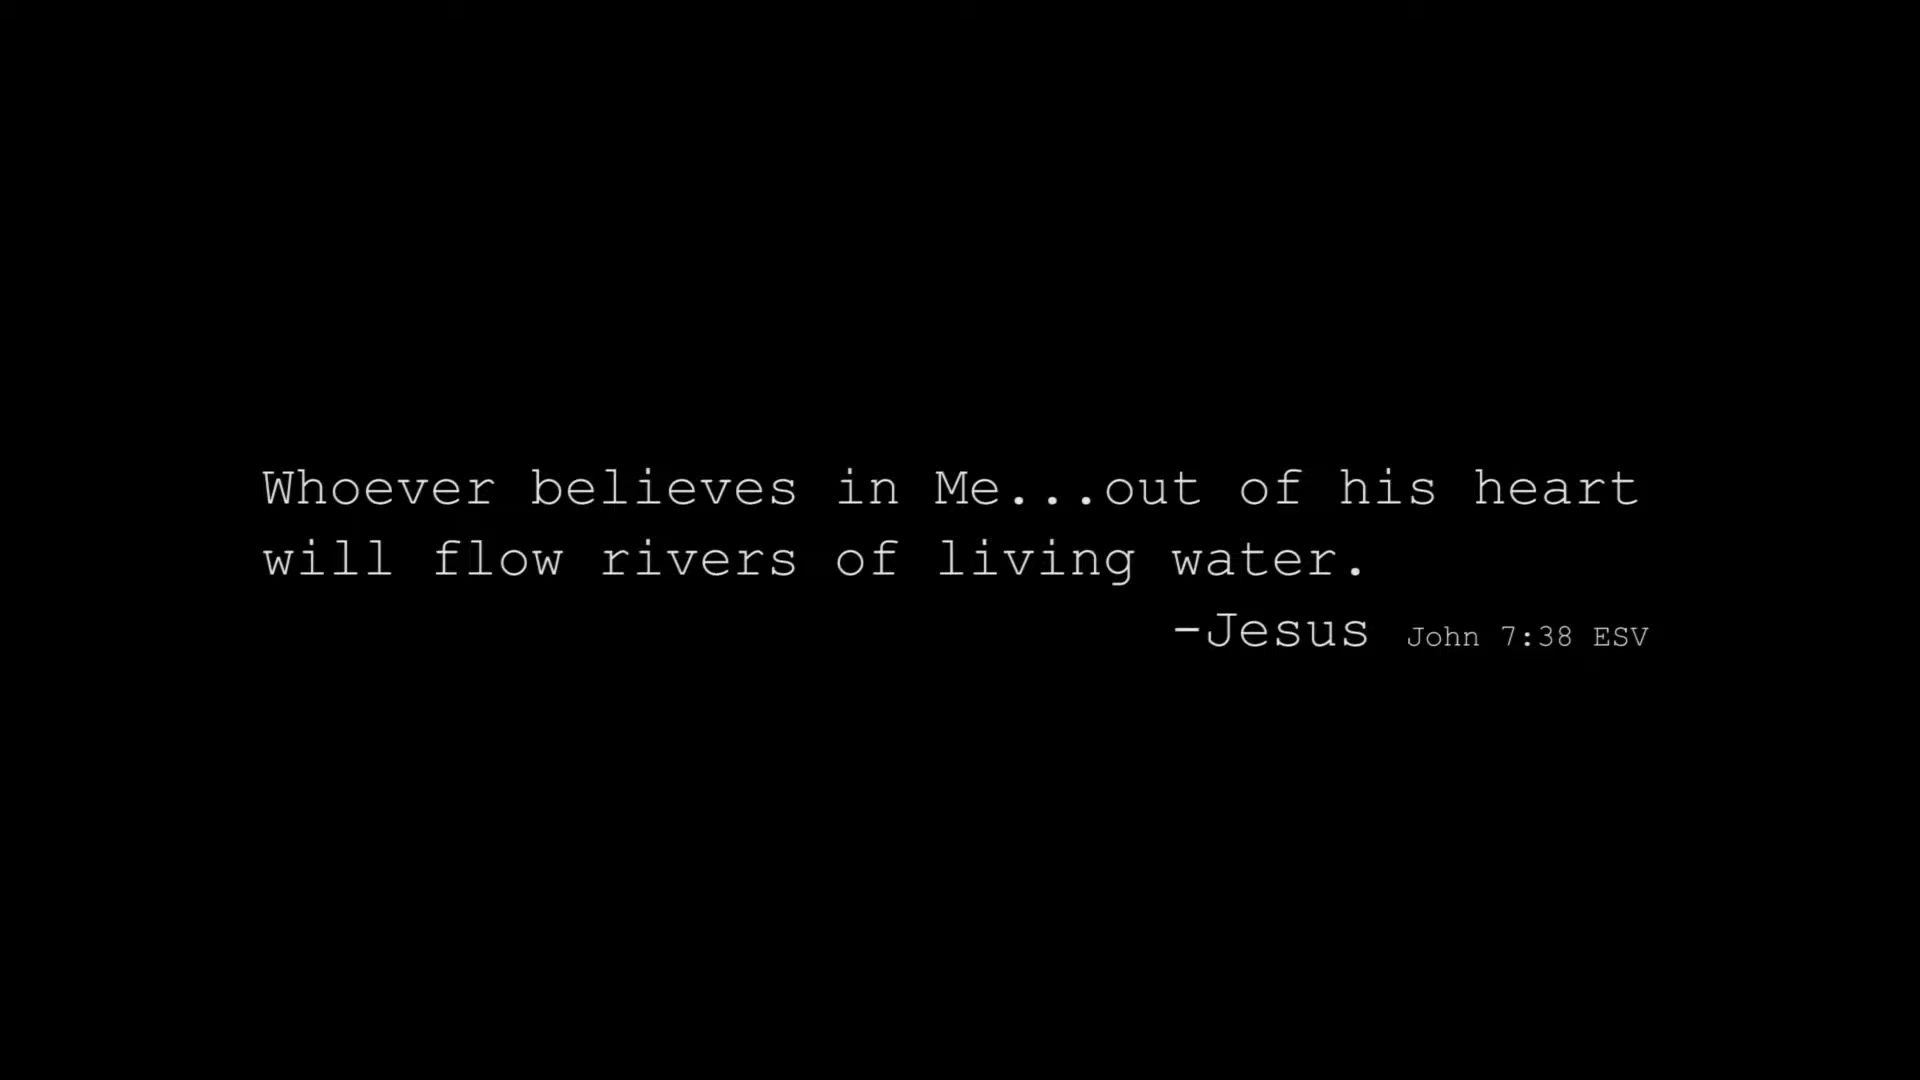 Whoever believes in Me...out of his heart
will flow rivers of living water.
-Jesus John 7:38 ESV